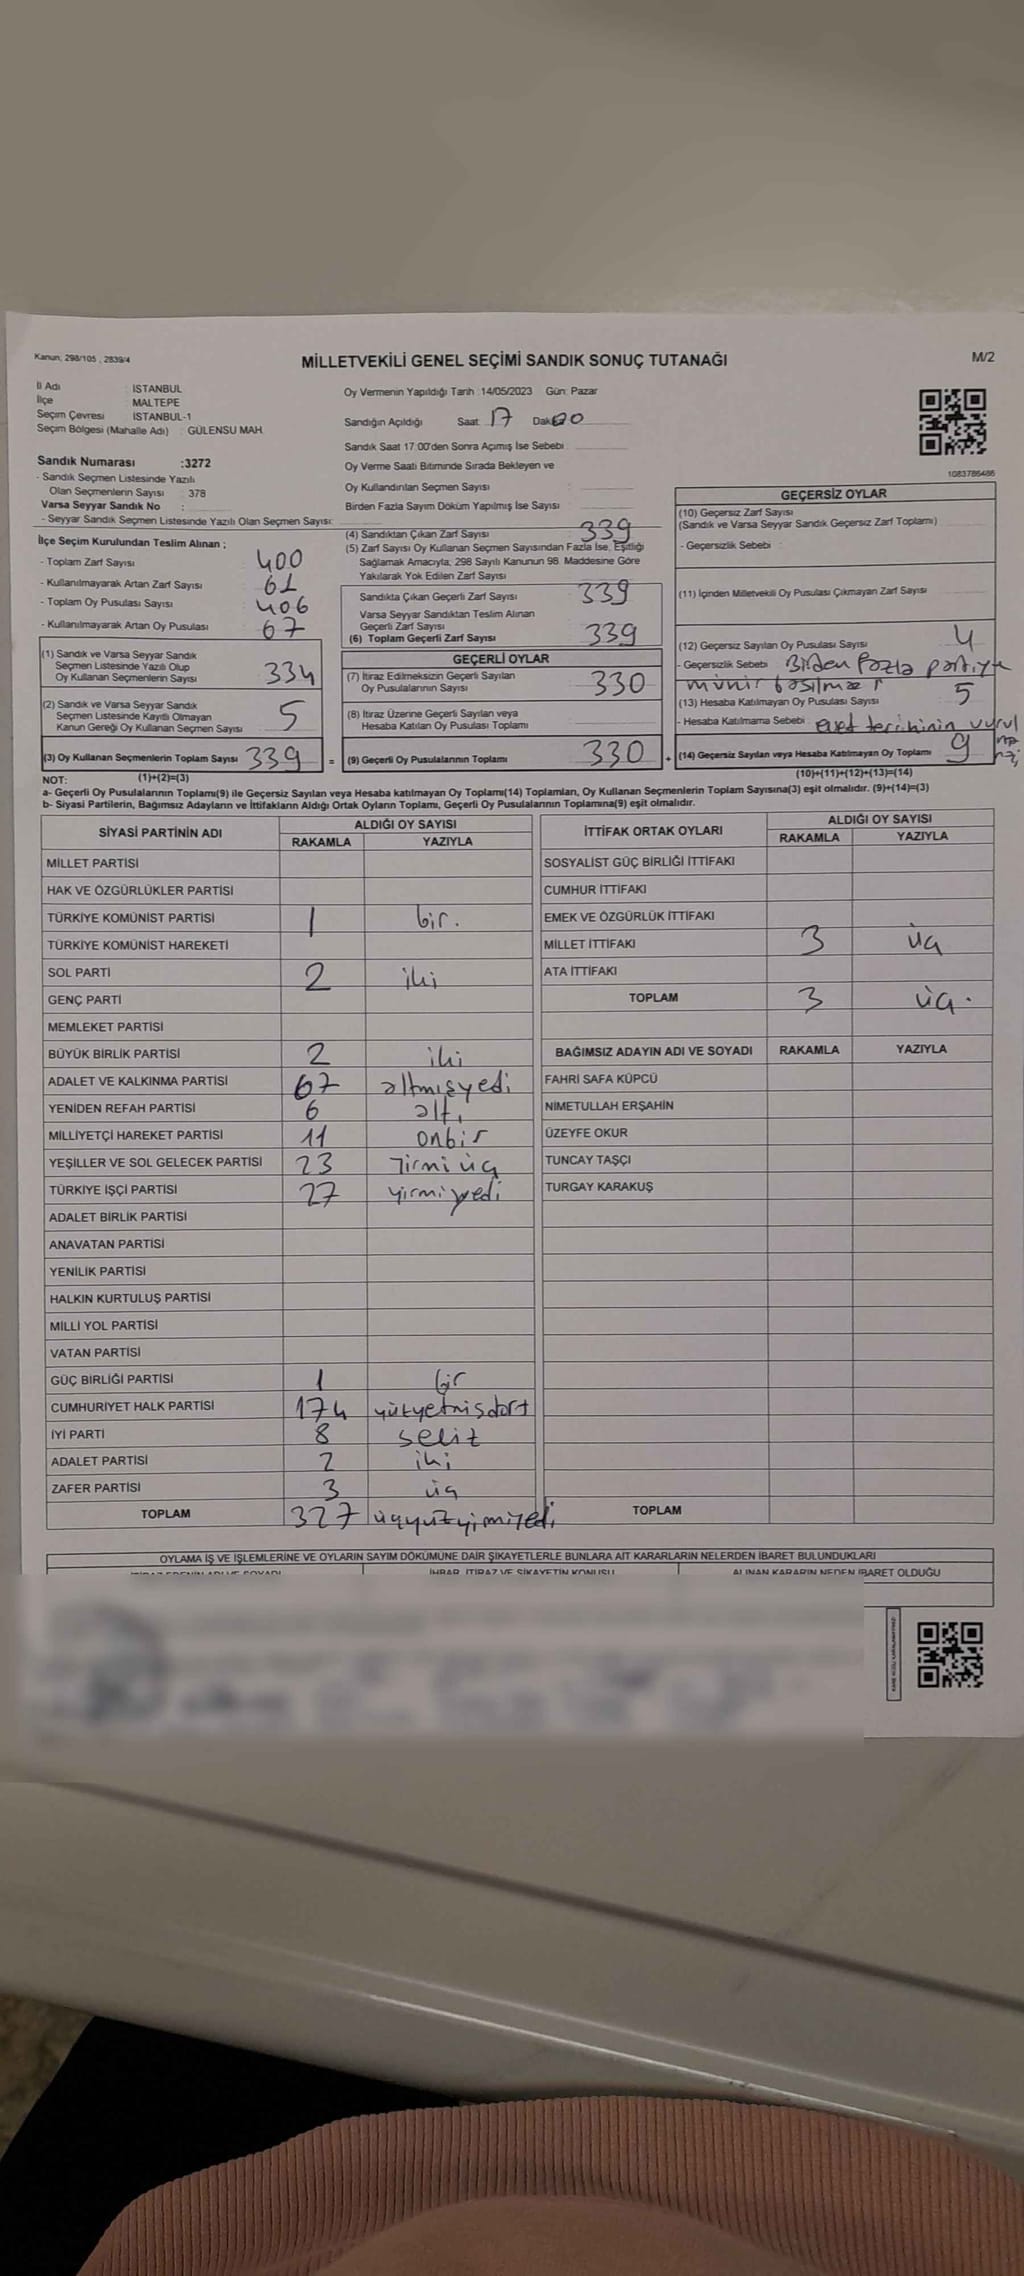 Kanun; 298/105 , 2839/4
MİLLETVEKİLİ GENEL SEÇİMİ SANDIK SONUÇ TUTANAĞI
M/2
İl Adı : İSTANBUL
İlçe : MALTEPE
Seçim Çevresi : İSTANBUL-1
Seçim Bölgesi (Mahalle Adı) : GÜLENSU MAH.
Sandık Numarası :3272
- Sandık Seçmen Listesinde Yazılı
Olan Seçmenlerin Sayısı : 378
Varsa Seyyar Sandık No :
- Seyyar Sandık Seçmen Listesinde Yazılı Olan Seçmen Sayısı:
Oy Vermenin Yapıldığı Tarih :14/05/2023 Gün: Pazar
Sandığın Açıldığı Saat: 17
Sandık Saat 17:00'den Sonra Açımış İse Sebebi :
Oy Verme Saati Bitiminde Sırada Bekleyen ve
Oy Kullandırılan Seçmen Sayısı :
Birden Fazla Sayım Döküm Yapılmış İse Sayısı :
1083786486
İlçe Seçim Kurulundan Teslim Alınan ;
- Toplam Zarf Sayısı : 400
- Kullanılmayarak Artan Zarf Sayısı : 61
- Toplam Oy Pusulası Sayısı : 406
- Kullanılmayarak Artan Oy Pusulası : 67
(1) Sandık ve Varsa Seyyar Sandık
Seçmen Listesinde Yazılı Olup
Oy Kullanan Seçmenlerin Sayısı 334
(2) Sandık ve Varsa Seyyar Sandık
Seçmen Listesinde Kayıtlı Olmayan
Kanun Gereği Oy Kullanan Seçmen Sayısı 5
(3) Oy Kullanan Seçmenlerin Toplam Sayısı 339 =
(1)+(2)=(3)
(4) Sandıktan Çıkan Zarf Sayısı : 339
(5) Zarf Sayısı Oy Kullanan Seçmen Sayısından Fazla İse, Eşitliği
Sağlamak Amacıyla, 298 Sayılı Kanunun 98. Maddesine Göre
Yakılarak Yok Edilen Zarf Sayısı
Sandıkta Çıkan Geçerli Zarf Sayısı : 339
Varsa Seyyar Sandıktan Teslim Alınan
Geçerli Zarf Sayısı
(6) Toplam Geçerli Zarf Sayısı : 339
GEÇERLİ OYLAR
(7) İtiraz Edilmeksizin Geçerli Sayılan
Oy Pusulalarının Sayısı : 330
(8) İtiraz Üzerine Geçerli Sayılan veya
Hesaba Katılan Oy Pusulası Toplamı :
(9) Geçerli Oy Pusulalarının Toplamı : 330 +
GEÇERSİZ OYLAR
(10) Geçersiz Zarf Sayısı
(Sandık ve Varsa Seyyar Sandık Geçersiz Zarf Toplamı) :
- Geçersizlik Sebebi :
(11) İçinden Milletvekili Oy Pusulası Çıkmayan Zarf Sayısı :
(12) Geçersiz Sayılan Oy Pusulası Sayısı : 4
- Geçersizlik Sebebi : Birden fazla partiye
(13) Hesaba Katılmayan Oy Pusulası Sayısı : 5
- Hesaba Katılmama Sebebi : evet tercihinin
(14) Geçersiz Sayılan veya Hesaba Katılmayan Oy Toplamı : 9
(10)+(11)+(12)+(13)=(14)
NOT:
a- Geçerli Oy Pusulalarının Toplamı(9) ile Geçersiz Sayılan veya Hesaba katılmayan Oy Toplamı(14) Toplamları, Oy Kullanan Seçmenlerin Toplam Sayısına(3) eşit olmalıdır. (9)+(14)=(3)
b- Siyasi Partilerin, Bağımsız Adayların ve İttifakların Aldığı Ortak Oyların Toplamı, Geçerli Oy Pusulalarının Toplamına(9) eşit olmalıdır.
SİYASİ PARTİNİN ADI
ALDIĞI OY SAYISI
RAKAMLA YAZIYLA
MİLLET PARTİSİ
HAK VE ÖZGÜRLÜKLER PARTİSİ
TÜRKİYE KOMÜNİST PARTİSİ 1 bir.
TÜRKİYE KOMÜNİST HAREKETİ
SOL PARTİ 2 iki
GENÇ PARTİ
MEMLEKET PARTİSİ
BÜYÜK BİRLİK PARTİSİ 2 iki
ADALET VE KALKINMA PARTİSİ 67 altmışyedi
YENİDEN REFAH PARTİSİ 6 altı
MİLLİYETÇİ HAREKET PARTİSİ 11 onbir
YEŞİLLER VE SOL GELECEK PARTİSİ 23 yirmi üç
TÜRKİYE İŞÇİ PARTİSİ 27 yirmi yedi
ADALET BİRLİK PARTİSİ
ANAVATAN PARTİSİ
YENİLİK PARTİSİ
HALKIN KURTULUŞ PARTİSİ
MİLLİ YOL PARTİSİ
VATAN PARTİSİ
GÜÇ BİRLİĞİ PARTİSİ 1 bir
CUMHURİYET HALK PARTİSİ 174 yüzyetmişdört
İYİ PARTİ 8 sekiz
ADALET PARTİSİ 2 iki
ZAFER PARTİSİ 3 üç
TOPLAM 327 üçyüzyirmiyedi
İTTİFAK ORTAK OYLARI
ALDIĞI OY SAYISI
RAKAMLA YAZIYLA
SOSYALİST GÜÇ BİRLİĞİ İTTİFAKI
CUMHUR İTTİFAKI
EMEK VE ÖZGÜRLÜK İTTİFAKI
MİLLET İTTİFAKI 3 üç
ATA İTTİFAKI
TOPLAM 3 üç.
BAĞIMSIZ ADAYIN ADI VE SOYADI RAKAMLA YAZIYLA
FAHRİ SAFA KÜPCÜ
NİMETULLAH ERŞAHİN
ÜZEYFE OKUR
TUNCAY TAŞÇI
TURGAY KARAKUŞ
TOPLAM
OYLAMA İŞ VE İŞLEMLERİNE VE OYLARIN SAYIM DÖKÜMÜNE DAİR ŞİKAYETLERLE BUNLARA AİT KARARLARIN NELERDEN İBARET BULUNDUKLARI
İTİRAZ EDENİN ADI VE SOYADI İHBAR, İTİRAZ VE ŞİKAYETİN KONUSU ALINAN KARARIN NEDEN İBARET OLDUĞU